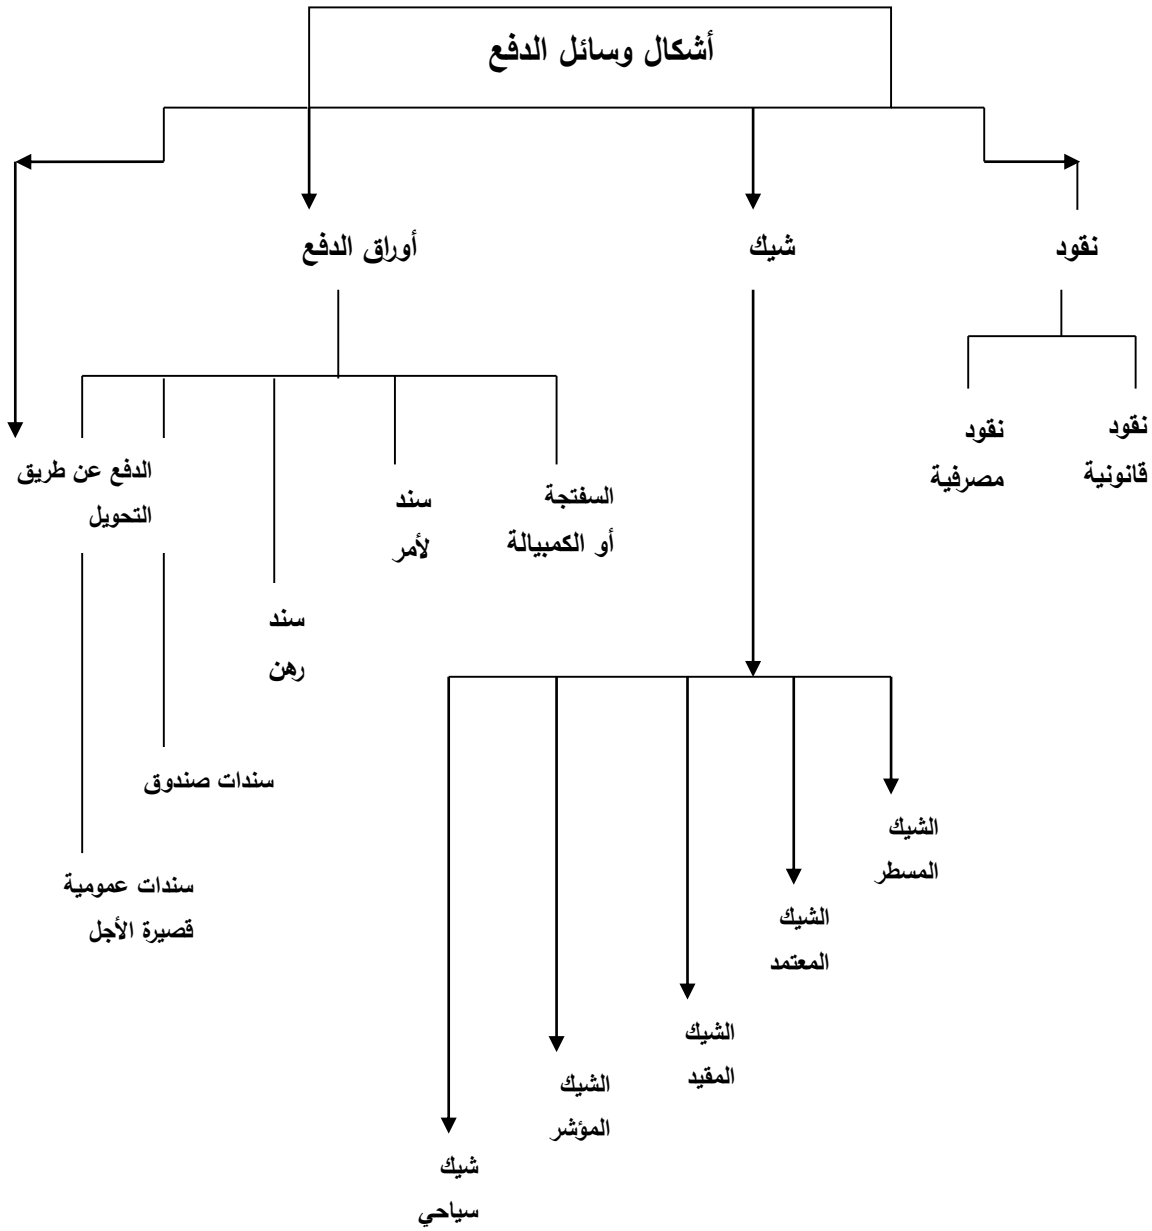 أشكال وسائل الدفع
نقود
شيك
أوراق الدفع
نقود
قانونية
نقود
مصرفية
السفتجة
أو الكمبيالة
سند
لأمر
سند
رهن
سندات صندوق
سندات عمومية
قصيرة الأجل
الدفع عن طريق
التحويل
الشيك
المسطر
الشيك
المعتمد
الشيك
المقيد
الشيك
المؤشر
شيك
سياحي